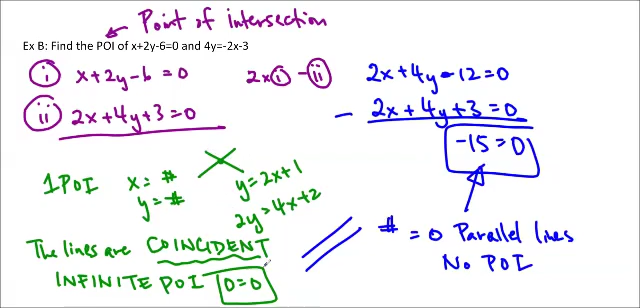 Point of intersection
Ex B: Find the POI of x+2y-6=0 and 4y=-2x-3
i x+2y-6=0
ii 2x+4y+3=0
2x i - ii
2x+4y-12=0
- 2x+4y+3=0
-15=0
1 POI x=#
y=#
y=2x+1
2y=4x+2
The lines are COINCIDENT
INFINITE POI 0=0
#=0 Parallel lines
No POI